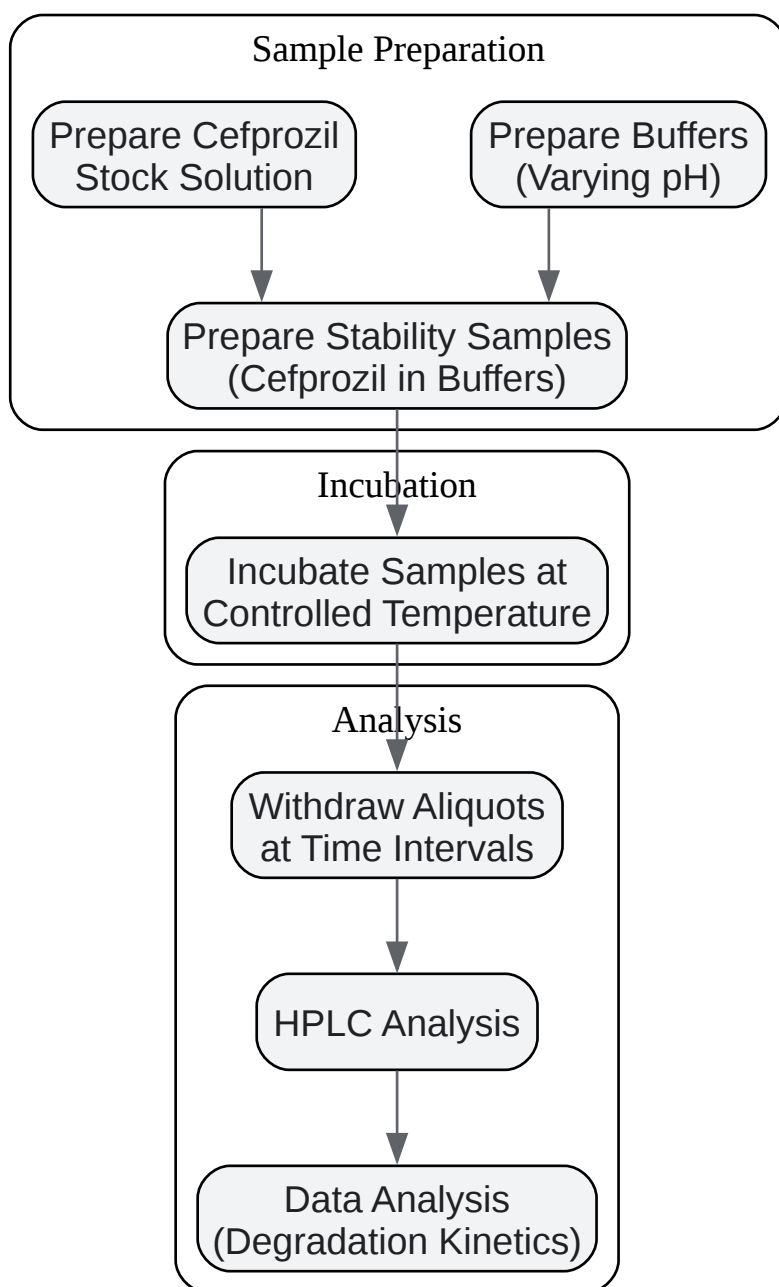 Sample Preparation
Prepare Cefprozil
Stock Solution
Prepare Buffers
(Varying pH)
Prepare Stability Samples
(Cefprozil in Buffers)
Incubation
Incubate Samples at
Controlled Temperature
Analysis
Withdraw Aliquots
at Time Intervals
HPLC Analysis
Data Analysis
(Degradation Kinetics)